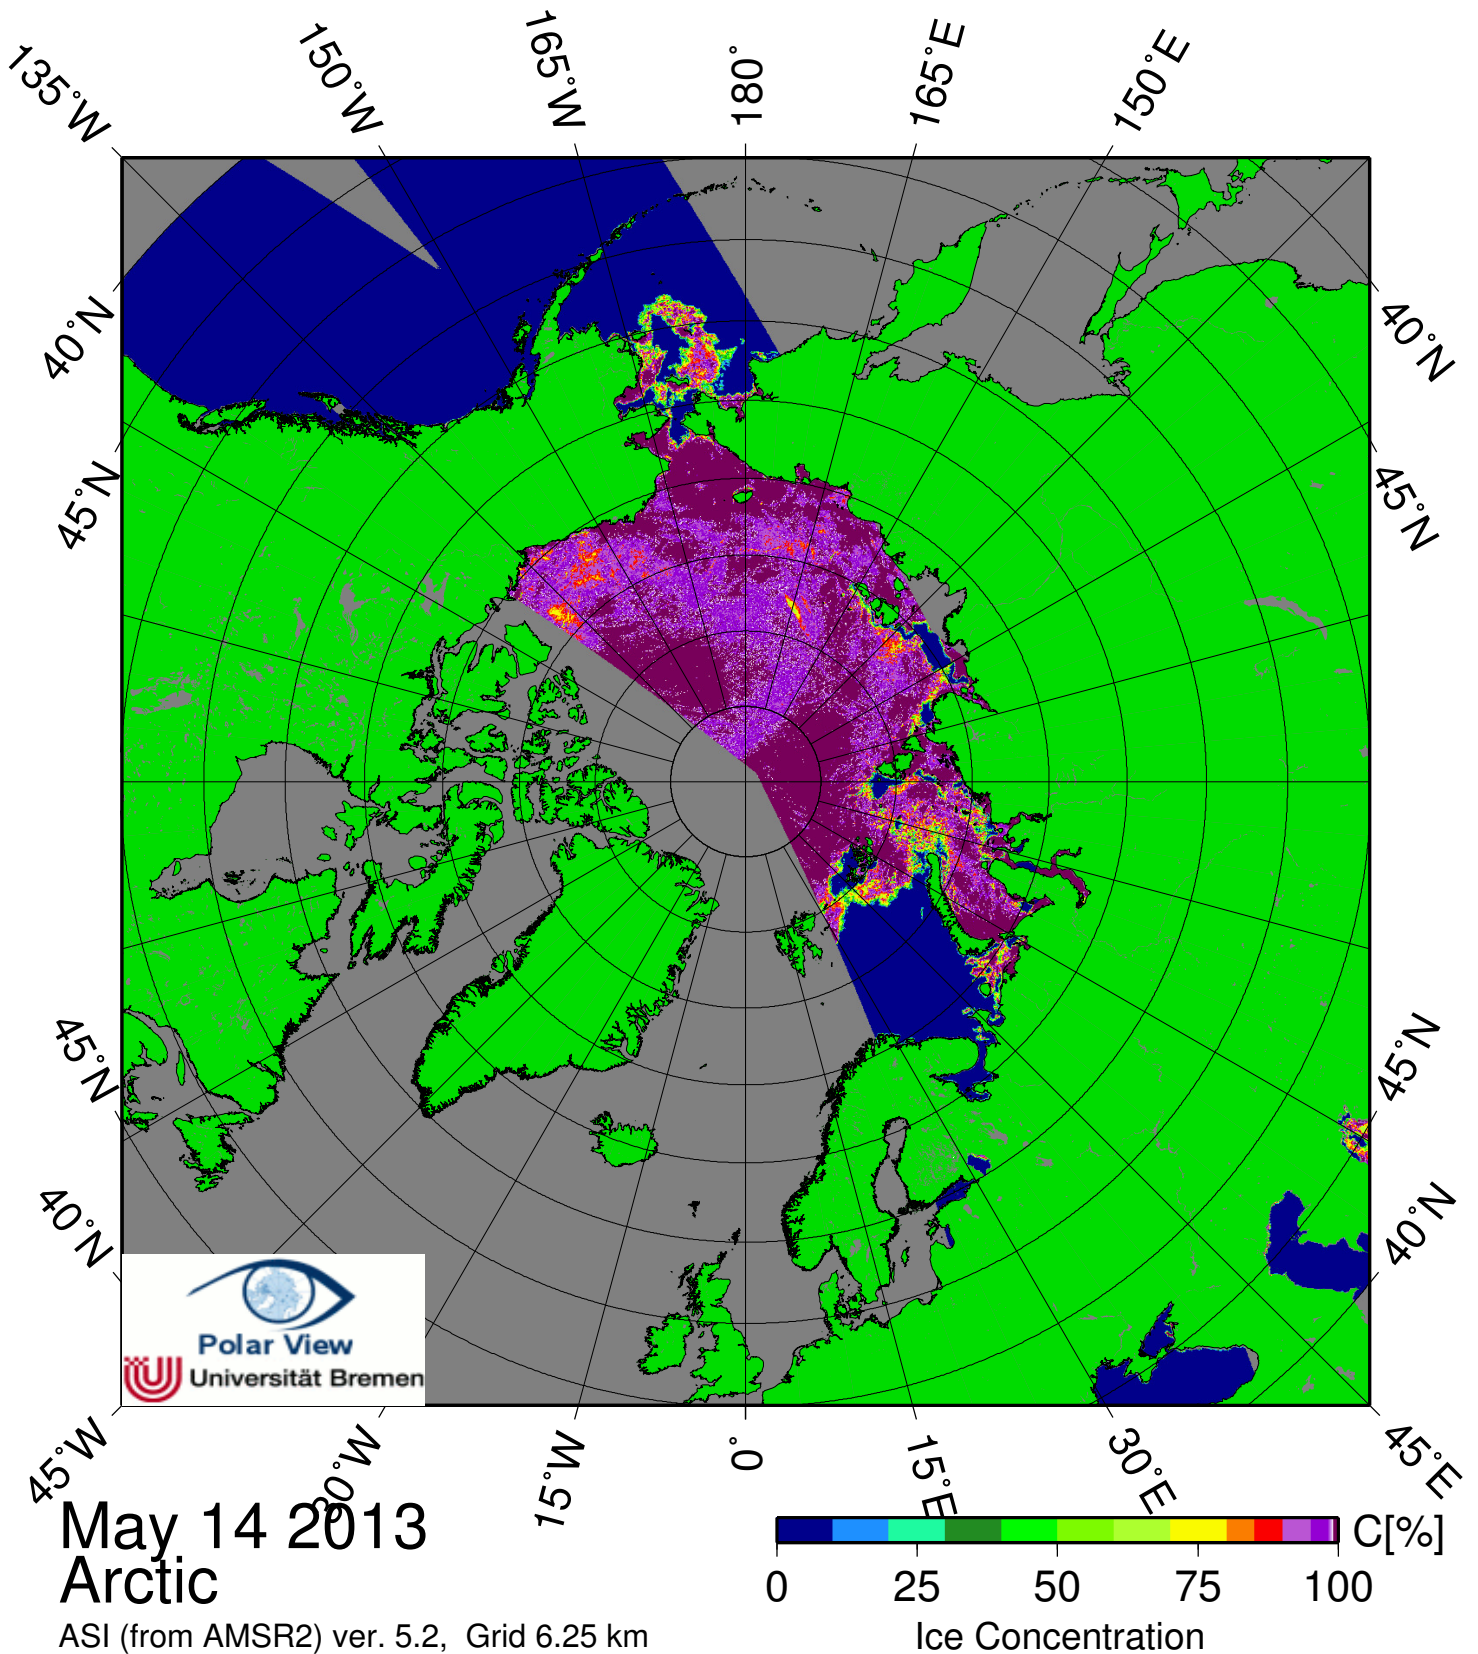 135°W
150°W
165°W
180°
165°E
150°E
40°N
40°N
45°N
45°N
45°N
45°N
40°N
40°N
Polar View
Universität Bremen
45°W
30°W
15°W
0°
15°E
30°E
45°E
May 14 2013
Arctic
ASI (from AMSR2) ver. 5.2, Grid 6.25 km
C[%]
0 25 50 75 100
Ice Concentration